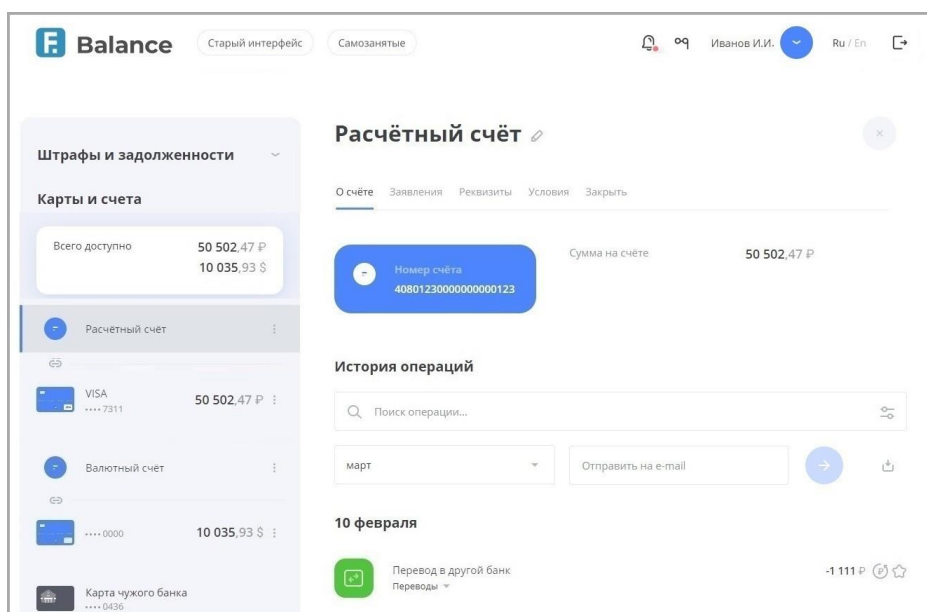 F. Balance
Старый интерфейс
Самозанятые
Иванов И.И.
Ru / En
Штрафы и задолженности
Карты и счета
Всего доступно
50 502,47 ₽
10 035,93 $
Расчётный счёт
VISA
•••• 7311
50 502,47 ₽
Валютный счёт
•••• 0000
10 035,93 $
Карта чужого банка
•••• 0436
Расчётный счёт
О счёте Заявления Реквизиты Условия Закрыть
Номер счёта
40801230000000000123
Сумма на счёте
50 502,47 ₽
История операций
Поиск операции...
март
Отправить на e-mail
10 февраля
Перевод в другой банк
Переводы
-1 111 ₽